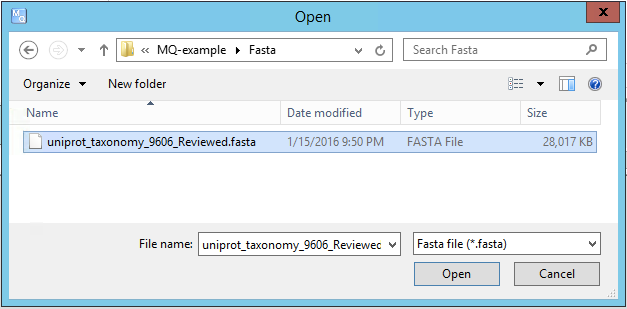 Open
MQ-example Fasta Search Fasta
Organize New folder
Name Date modified Type Size
uniprot_taxonomy_9606_Reviewed.fasta 1/15/2016 9:50 PM FASTA File 28,017 KB
File name: uniprot_taxonomy_9606_Reviewed Fasta file (*.fasta)
Open Cancel